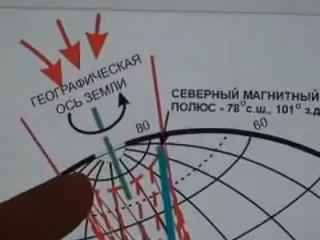 ГЕОГРАФИЧЕСКАЯ
ОСЬ ЗЕМЛИ
СЕВЕРНЫЙ МАГНИТНЫЙ
ПОЛЮС - 78°с.ш., 101° з.д
80
60